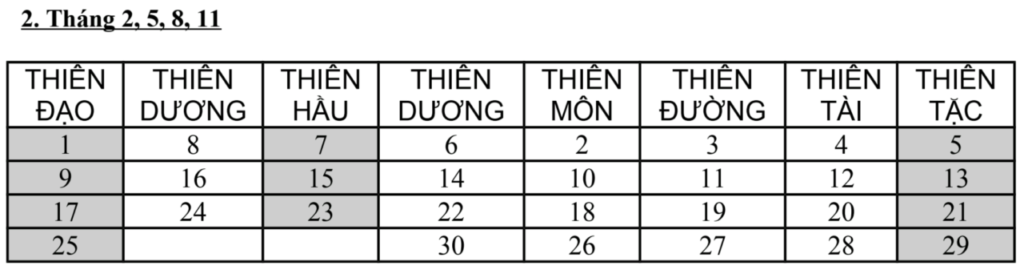 2. Tháng 2, 5, 8, 11
THIÊN ĐẠO THIÊN DƯƠNG THIÊN HẦU THIÊN DƯƠNG THIÊN MÔN THIÊN ĐƯỜNG THIÊN TÀI THIÊN TẶC
1 8 7 6 2 3 4 5
9 16 15 14 10 11 12 13
17 24 23 22 18 19 20 21
25 30 26 27 28 29